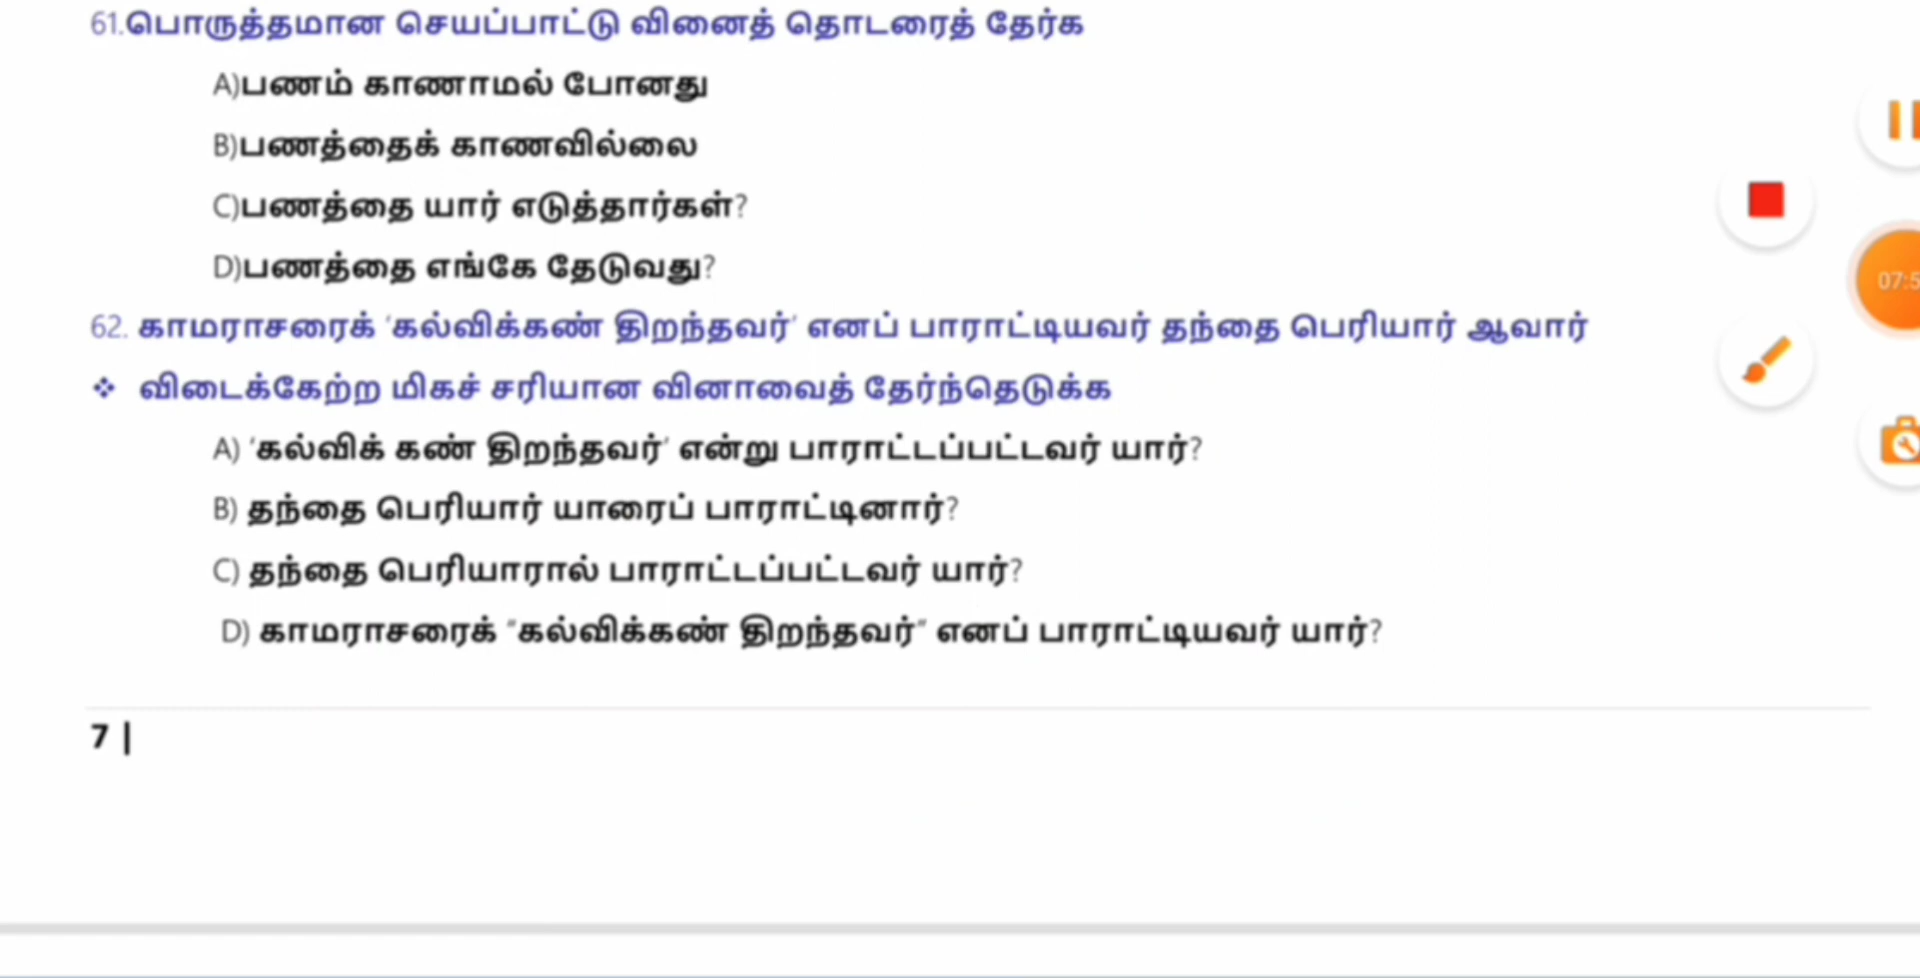 61.பொருத்தமான செயப்பாட்டு வினைத் தொடரைத் தேர்க
A)பணம் காணாமல் போனது
B)பணத்தைக் காணவில்லை
C)பணத்தை யார் எடுத்தார்கள்?
D)பணத்தை எங்கே தேடுவது?
62. காமராசரைக் 'கல்விக்கண் திறந்தவர்' எனப் பாராட்டியவர் தந்தை பெரியார் ஆவார்
❖ விடைக்கேற்ற மிகச் சரியான வினாவைத் தேர்ந்தெடுக்க
A) 'கல்விக் கண் திறந்தவர்' என்று பாராட்டப்பட்டவர் யார்?
B) தந்தை பெரியார் யாரைப் பாராட்டினார்?
C) தந்தை பெரியாரால் பாராட்டப்பட்டவர் யார்?
D) காமராசரைக் "கல்விக்கண் திறந்தவர்" எனப் பாராட்டியவர் யார்?
7 |